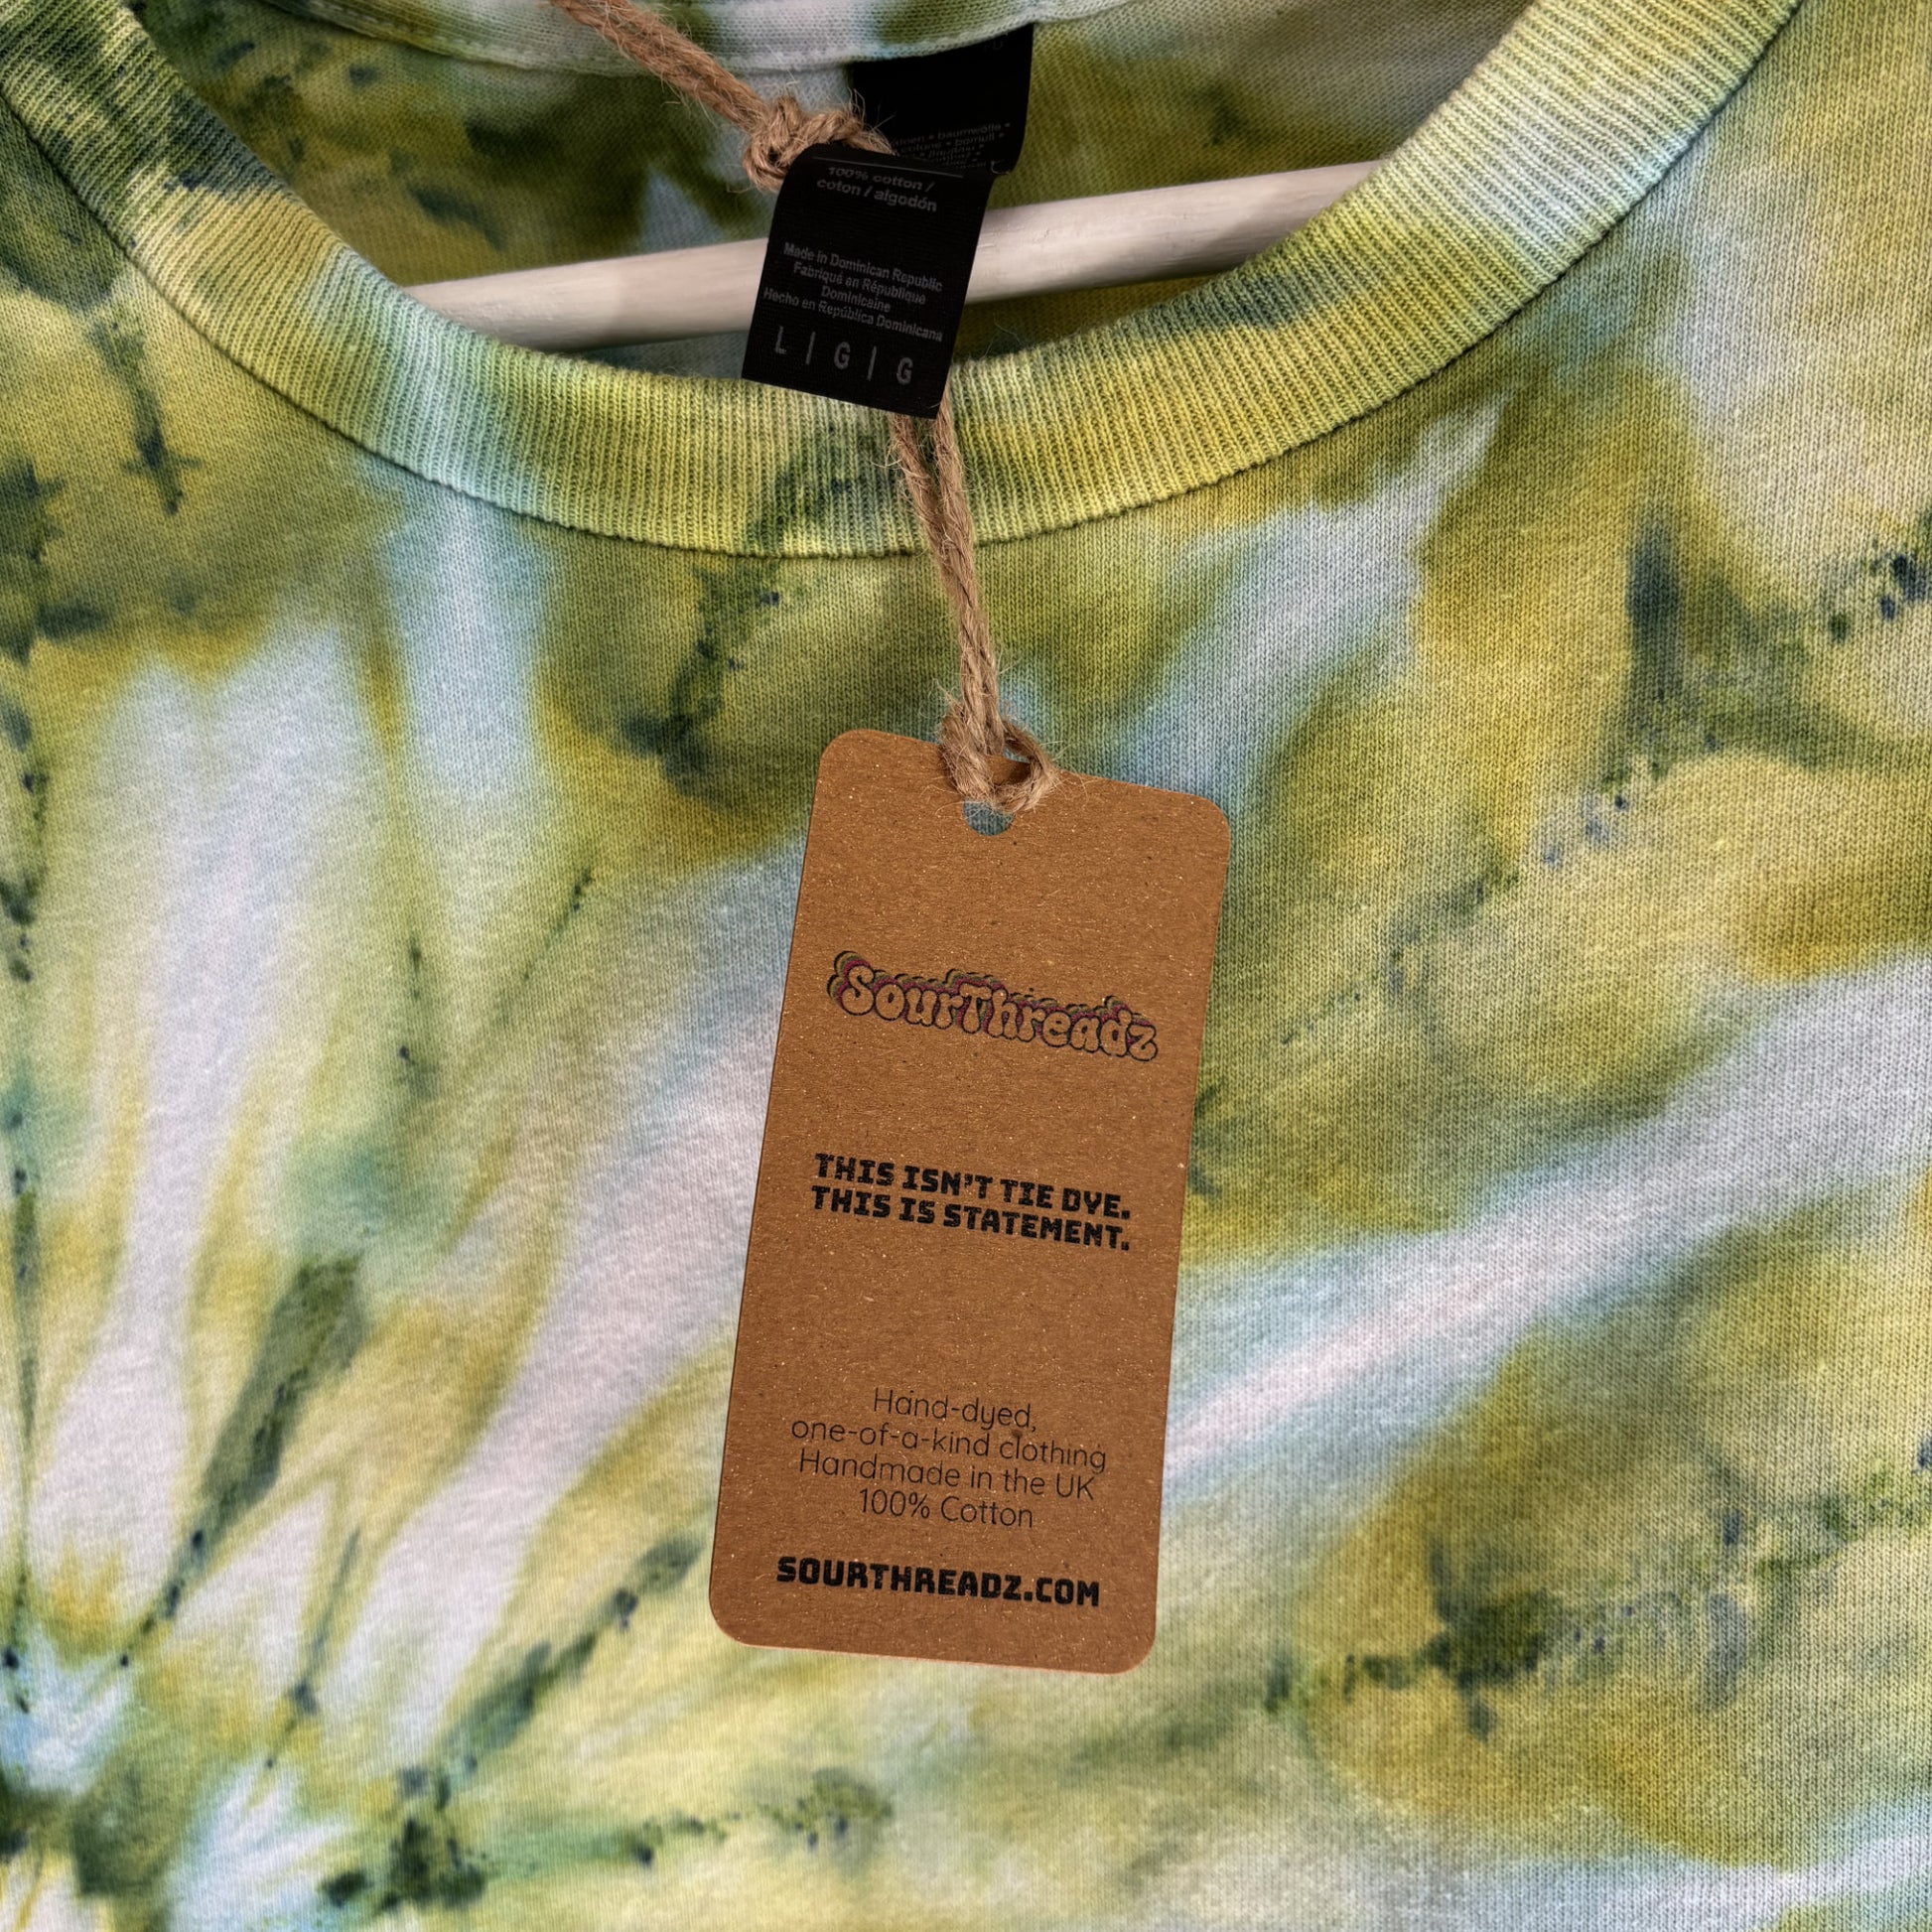 100% cotton /
coton / algodón
Made in Dominican Republic
Fabriqué en République
Dominicaine
Hecho en República Dominicana
L | G | G
SourThreadz
THIS ISN'T TIE DYE.
THIS IS STATEMENT.
Hand-dyed,
one-of-a-kind clothing
Handmade in the UK
100% Cotton
SOURTHREADZ.COM